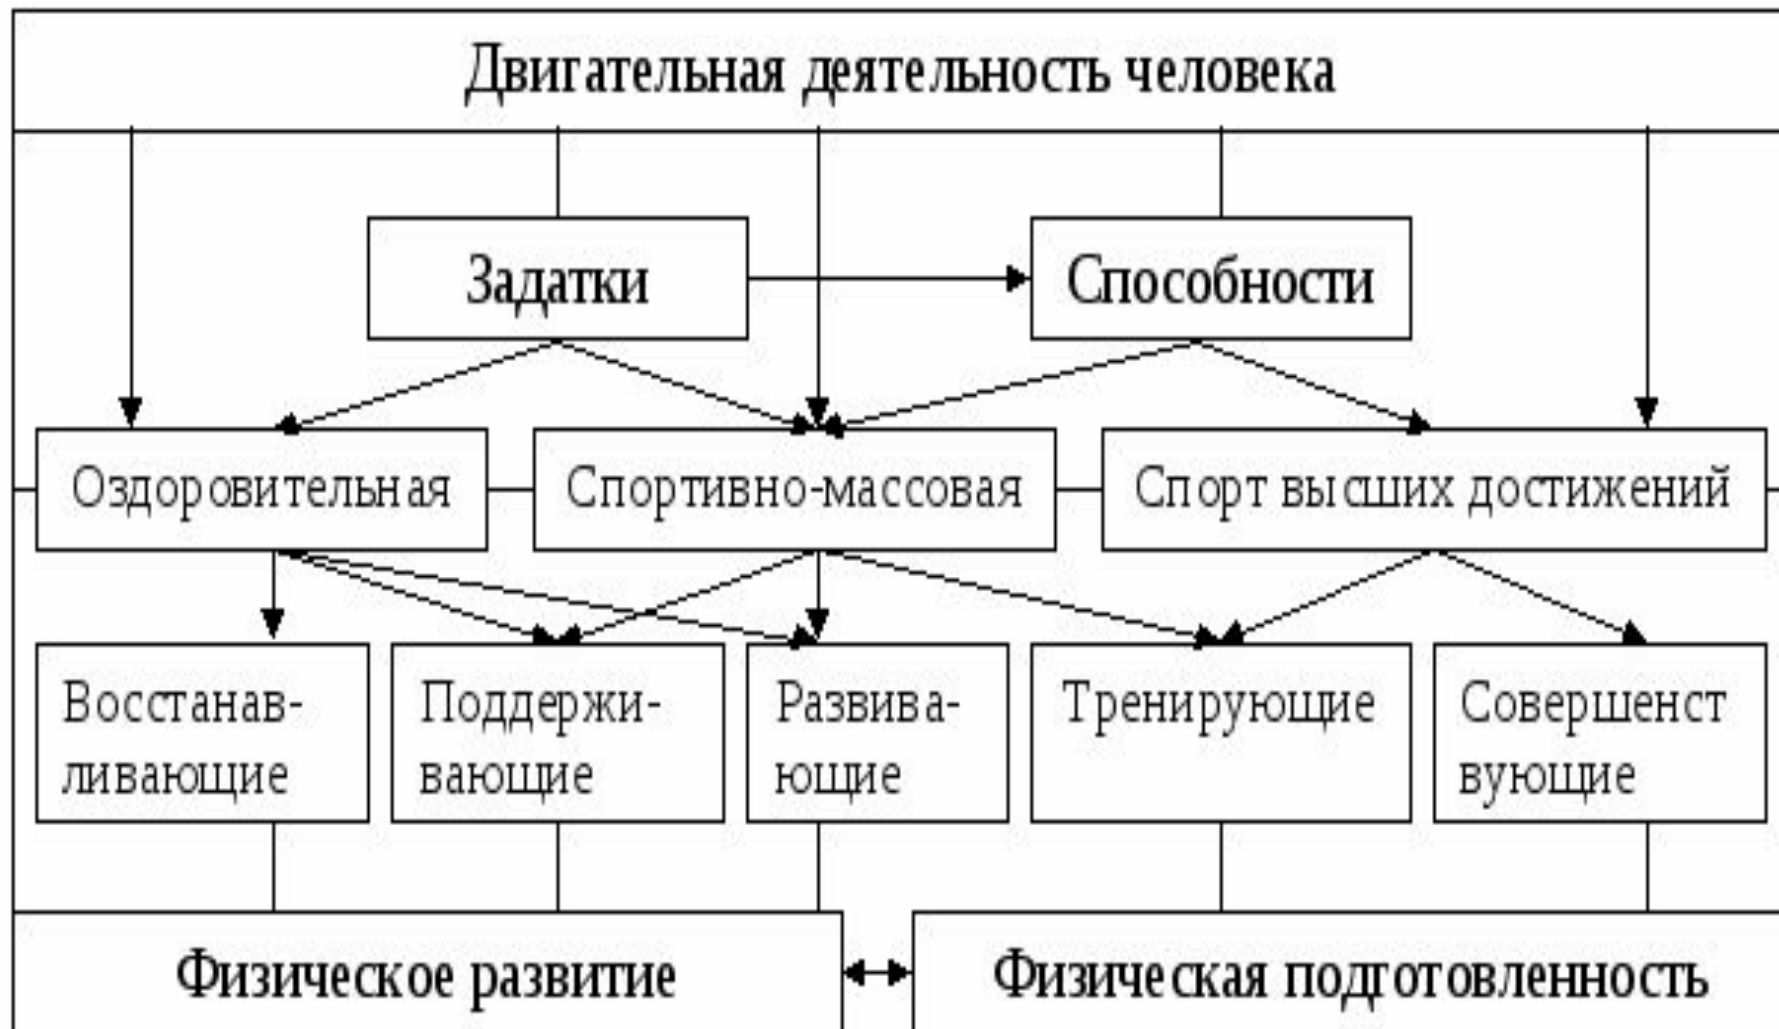 Двигательная деятельность человека
Задатки
Способности
Оздоровительная
Спортивно-массовая
Спорт высших достижений
Восстанав-
ливающие
Поддержи-
вающие
Развива-
ющие
Тренирующие
Совершенст
вующие
Физическое развитие
Физическая подготовленность